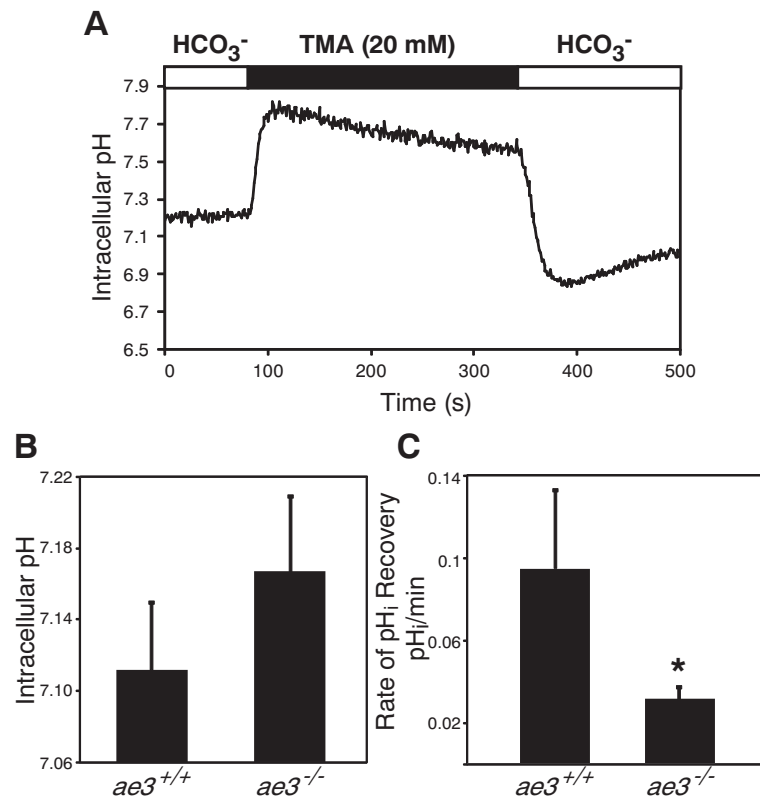 A
HCO₃⁻ TMA (20 mM) HCO₃⁻
7.9
7.7
7.5
7.3
7.1
6.9
6.7
6.5
Intracellular pH
0 100 200 300 400 500
Time (s)
B
7.22
7.18
7.14
7.10
7.06
Intracellular pH
ae3⁺/⁺ ae3⁻/⁻
C
0.14
0.1
0.06
0.02
Rate of pHᵢ Recovery
pHᵢ/min
*
ae3⁺/⁺ ae3⁻/⁻